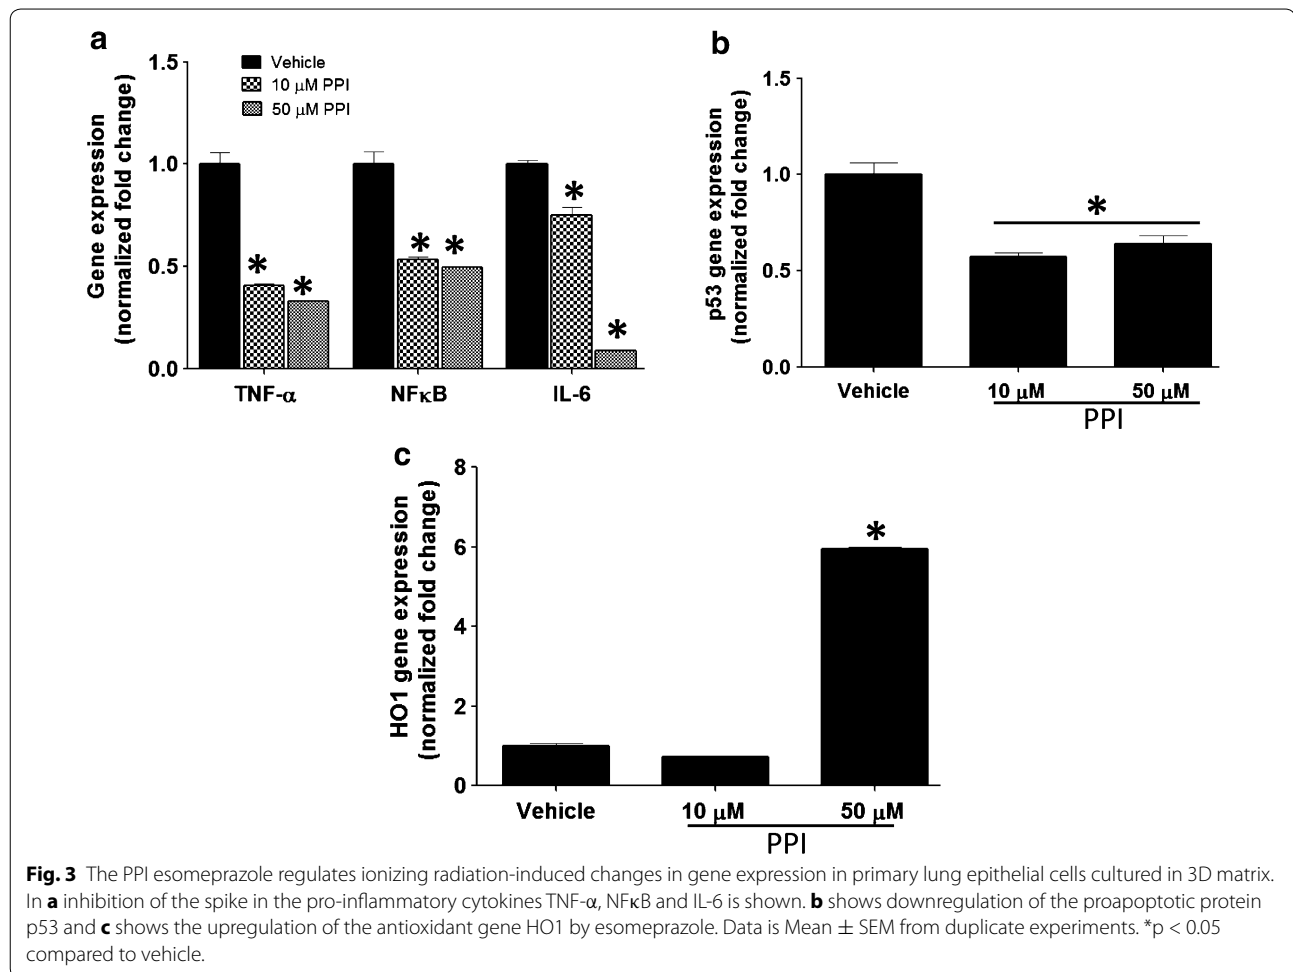 a
1.5
1.0
0.5
0.0
Gene expression
(normalized fold change)
Vehicle
10 μM PPI
50 μM PPI
*
*
*
*
*
*
TNF-α NFκB IL-6
b
1.5
1.0
0.5
0.0
p53 gene expression
(normalized fold change)
*
Vehicle 10 μM 50 μM
PPI
c
8
6
4
2
0
HO1 gene expression
(normalized fold change)
*
Vehicle 10 μM 50 μM
PPI
Fig. 3 The PPI esomeprazole regulates ionizing radiation-induced changes in gene expression in primary lung epithelial cells cultured in 3D matrix.
In a inhibition of the spike in the pro-inflammatory cytokines TNF-α, NFκB and IL-6 is shown. b shows downregulation of the proapoptotic protein
p53 and c shows the upregulation of the antioxidant gene HO1 by esomeprazole. Data is Mean ± SEM from duplicate experiments. *p < 0.05
compared to vehicle.